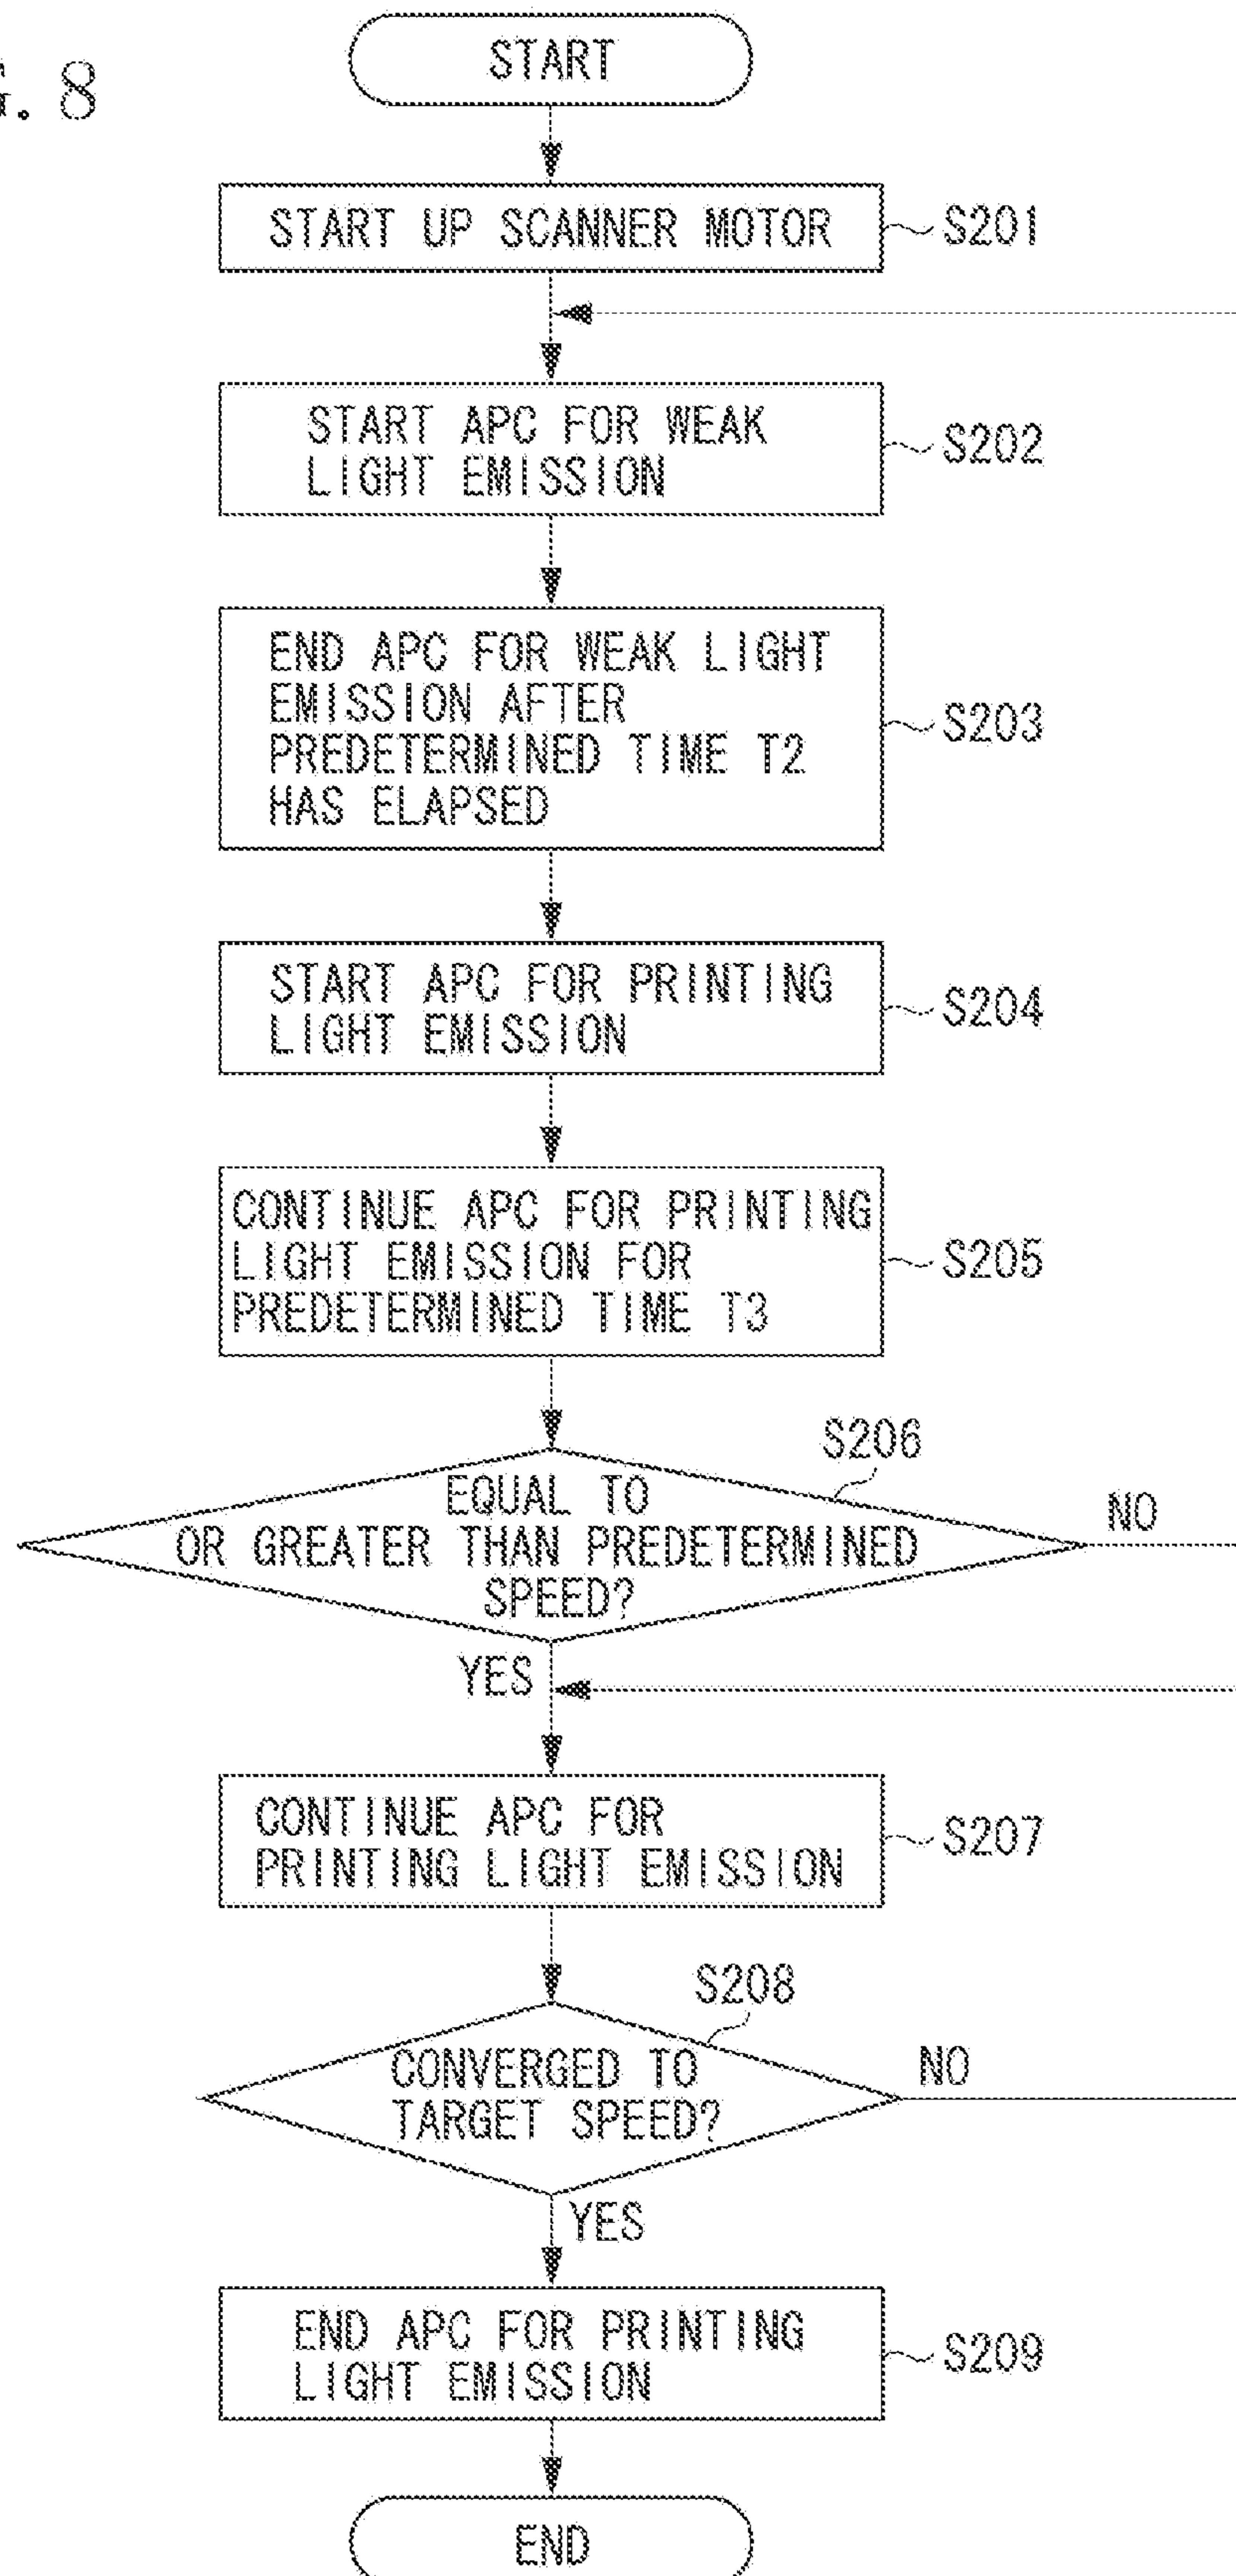 G. 8
START
START UP SCANNER MOTOR
S201
START APC FOR WEAK
LIGHT EMISSION
S202
END APC FOR WEAK LIGHT
EMISSION AFTER
PREDETERMINED TIME T2
HAS ELAPSED
S203
START APC FOR PRINTING
LIGHT EMISSION
S204
CONTINUE APC FOR PRINTING
LIGHT EMISSION FOR
PREDETERMINED TIME T3
S205
S206
EQUAL TO
OR GREATER THAN PREDETERMINED
SPEED?
NO
YES
CONTINUE APC FOR
PRINTING LIGHT EMISSION
S207
S208
CONVERGED TO
TARGET SPEED?
NO
YES
END APC FOR PRINTING
LIGHT EMISSION
S209
END